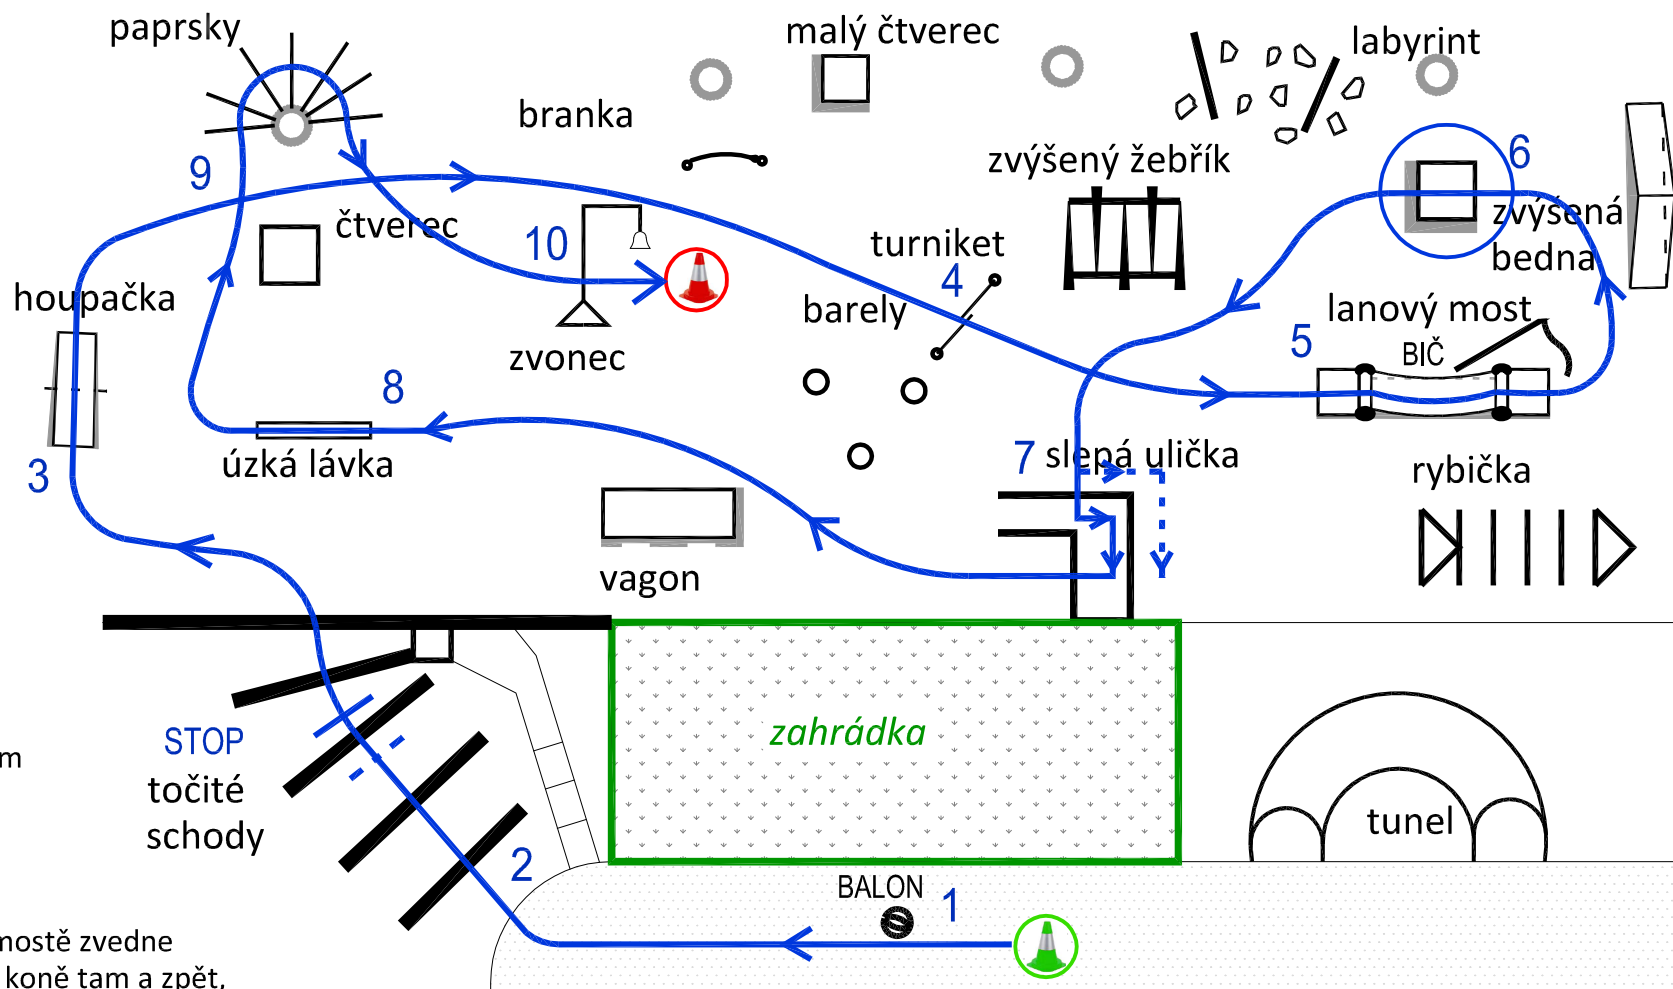 paprsky
malý čtverec
labyrint
branka
zvýšený žebřík
6
9
čtverec
10
turniket
4
zvýšená
bedna
houpačka
barely
lanový most
zvonec
5
BIČ
8
3
úzká lávka
7
slepá ulička
rybička
vagon
STOP
m
točité
schody
zahrádka
tunel
2
BALON
1
mostě zvedne
koně tam a zpět,